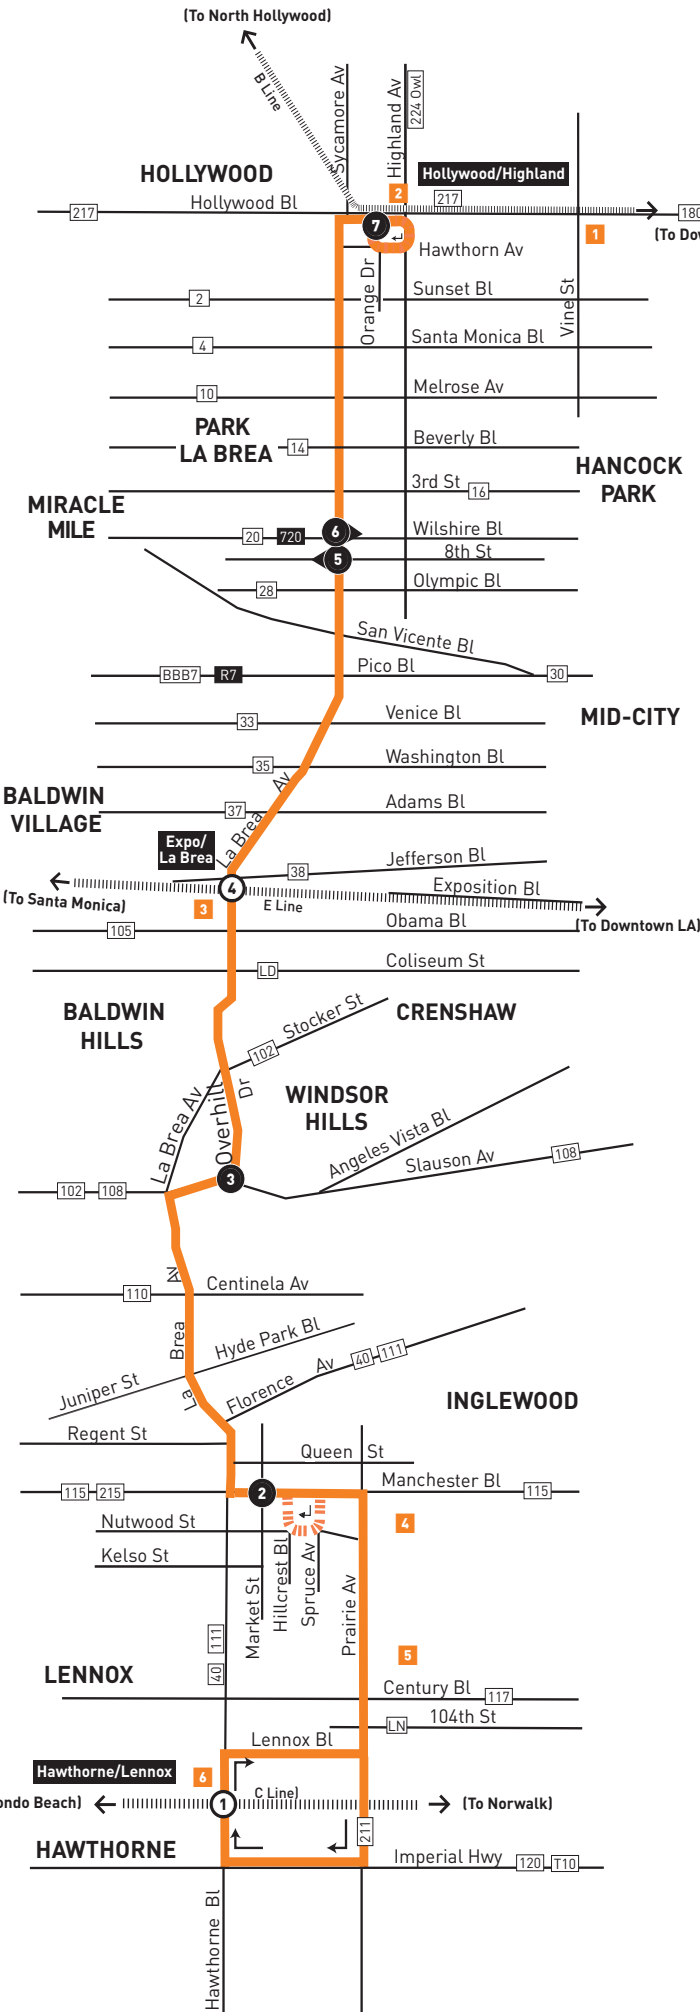 (To North Hollywood)
B Line
Sycamore Av
Highland Av
224 Owl
HOLLYWOOD
2
Hollywood/Highland
Hollywood Bl
217
217
180
7
1
(To Dow
Hawthorn Av
Orange Dr
Vine St
2
Sunset Bl
4
Santa Monica Bl
10
Melrose Av
PARK
LA BREA
14
Beverly Bl
HANCOCK
PARK
3rd St
16
MIRACLE
MILE
20
720
6
Wilshire Bl
5
8th St
28
Olympic Bl
San Vicente Bl
BBB7
R7
Pico Bl
30
33
Venice Bl
MID-CITY
35
Washington Bl
La Brea Av
BALDWIN
VILLAGE
37
Adams Bl
Expo/
La Brea
38
Jefferson Bl
4
Exposition Bl
(To Santa Monica)
3
E Line
(To Downtown LA)
105
Obama Bl
LD
Coliseum St
BALDWIN
HILLS
Stocker St
CRENSHAW
102
La Brea Av
Overhill
Dr
WINDSOR
HILLS
Angeles Vista Bl
Slauson Av
108
102
108
3
Av
110
Centinela Av
Brea
Hyde Park Bl
Juniper St
La
Florence
Av
40
111
INGLEWOOD
Regent St
Queen St
115
215
2
Manchester Bl
115
Nutwood St
4
Kelso St
Market St
Hillcrest Bl
Spruce Av
Prairie Av
111
40
5
LENNOX
Century Bl
117
LN
104th St
Lennox Bl
Hawthorne/Lennox
6
ondo Beach)
1
C Line)
(To Norwalk)
211
HAWTHORNE
Imperial Hwy
120
T10
Hawthorne Bl